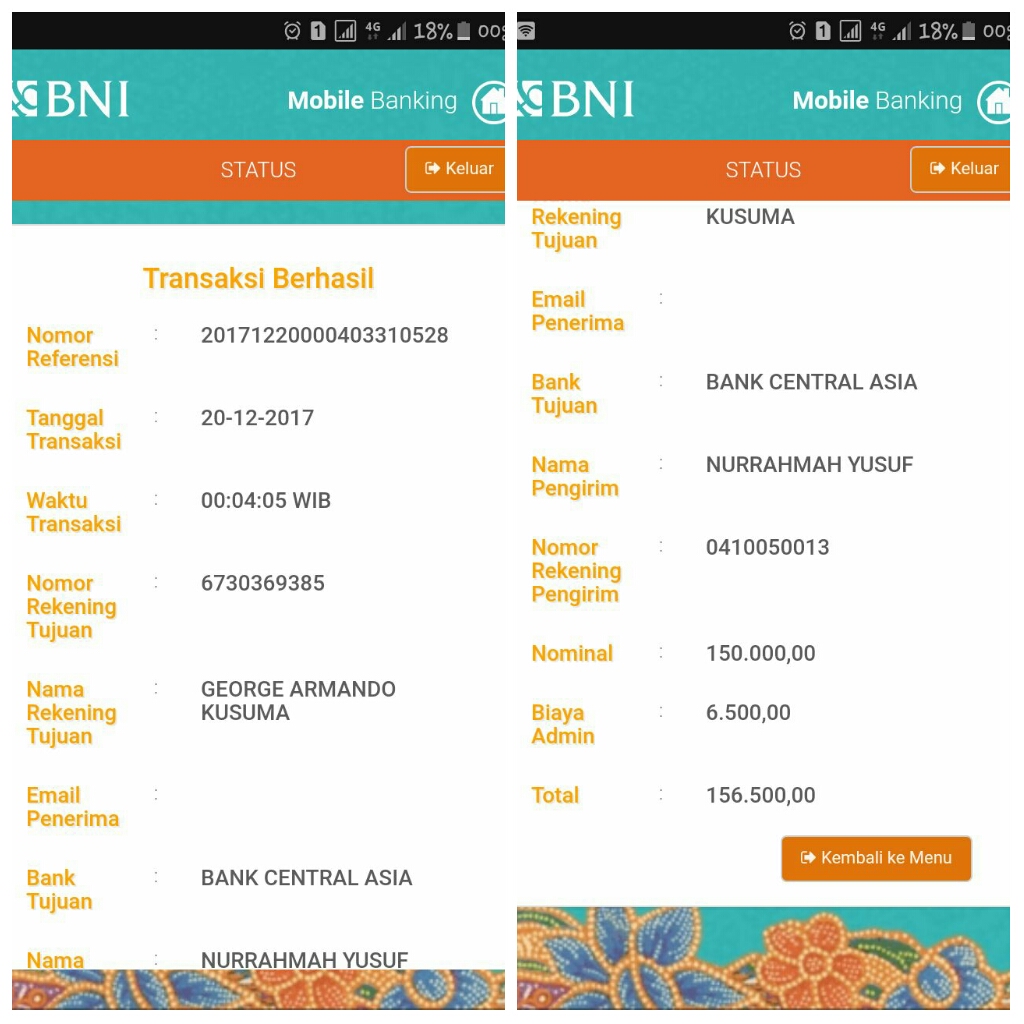 4G 18%
BNI
Mobile Banking
STATUS
Keluar
Transaksi Berhasil
Nomor : 20171220000403310528
Referensi
Tanggal : 20-12-2017
Transaksi
Waktu : 00:04:05 WIB
Transaksi
Nomor : 6730369385
Rekening
Tujuan
Nama : GEORGE ARMANDO
Rekening KUSUMA
Tujuan
Email :
Penerima
Bank : BANK CENTRAL ASIA
Tujuan
Nama : NURRAHMAH YUSUF
4G 18%
BNI
Mobile Banking
STATUS
Keluar
Rekening KUSUMA
Tujuan
Email :
Penerima
Bank : BANK CENTRAL ASIA
Tujuan
Nama : NURRAHMAH YUSUF
Pengirim
Nomor : 0410050013
Rekening
Pengirim
Nominal : 150.000,00
Biaya : 6.500,00
Admin
Total : 156.500,00
Kembali ke Menu